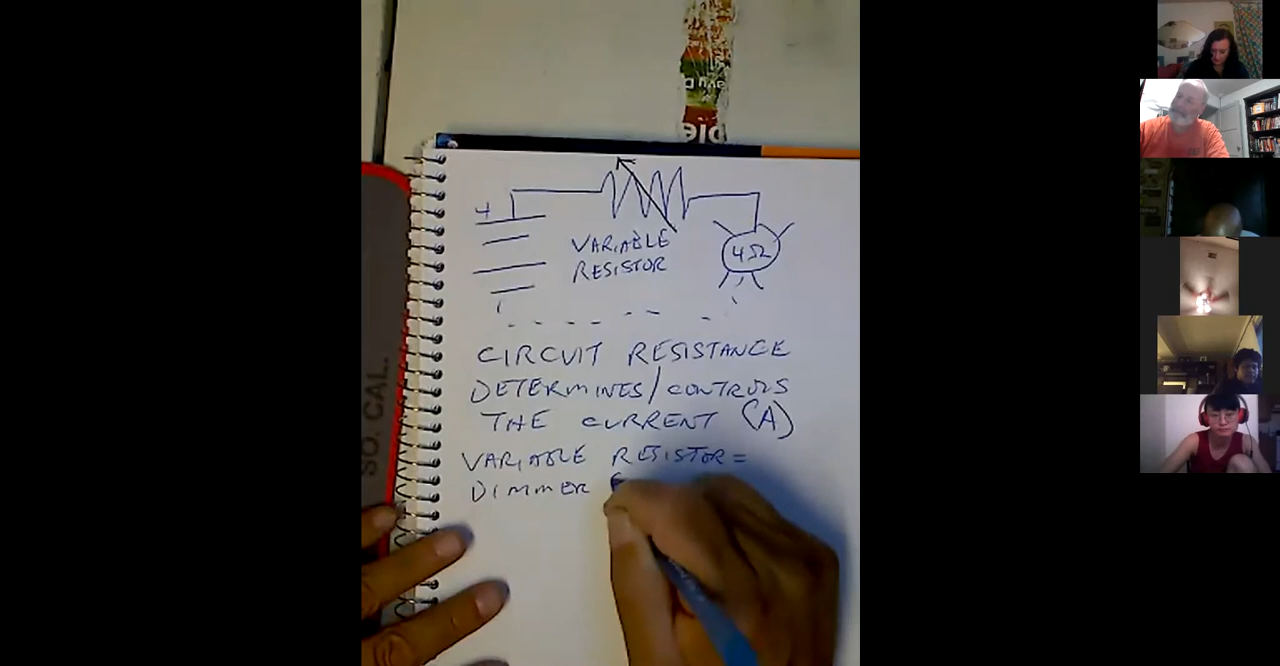 +
VARIABLE
RESISTOR
4Ω
CIRCUIT RESISTANCE
DETERMINES/CONTROLS
THE CURRENT (A)
VARIABLE RESISTOR=
DIMMER
SO. CAL.